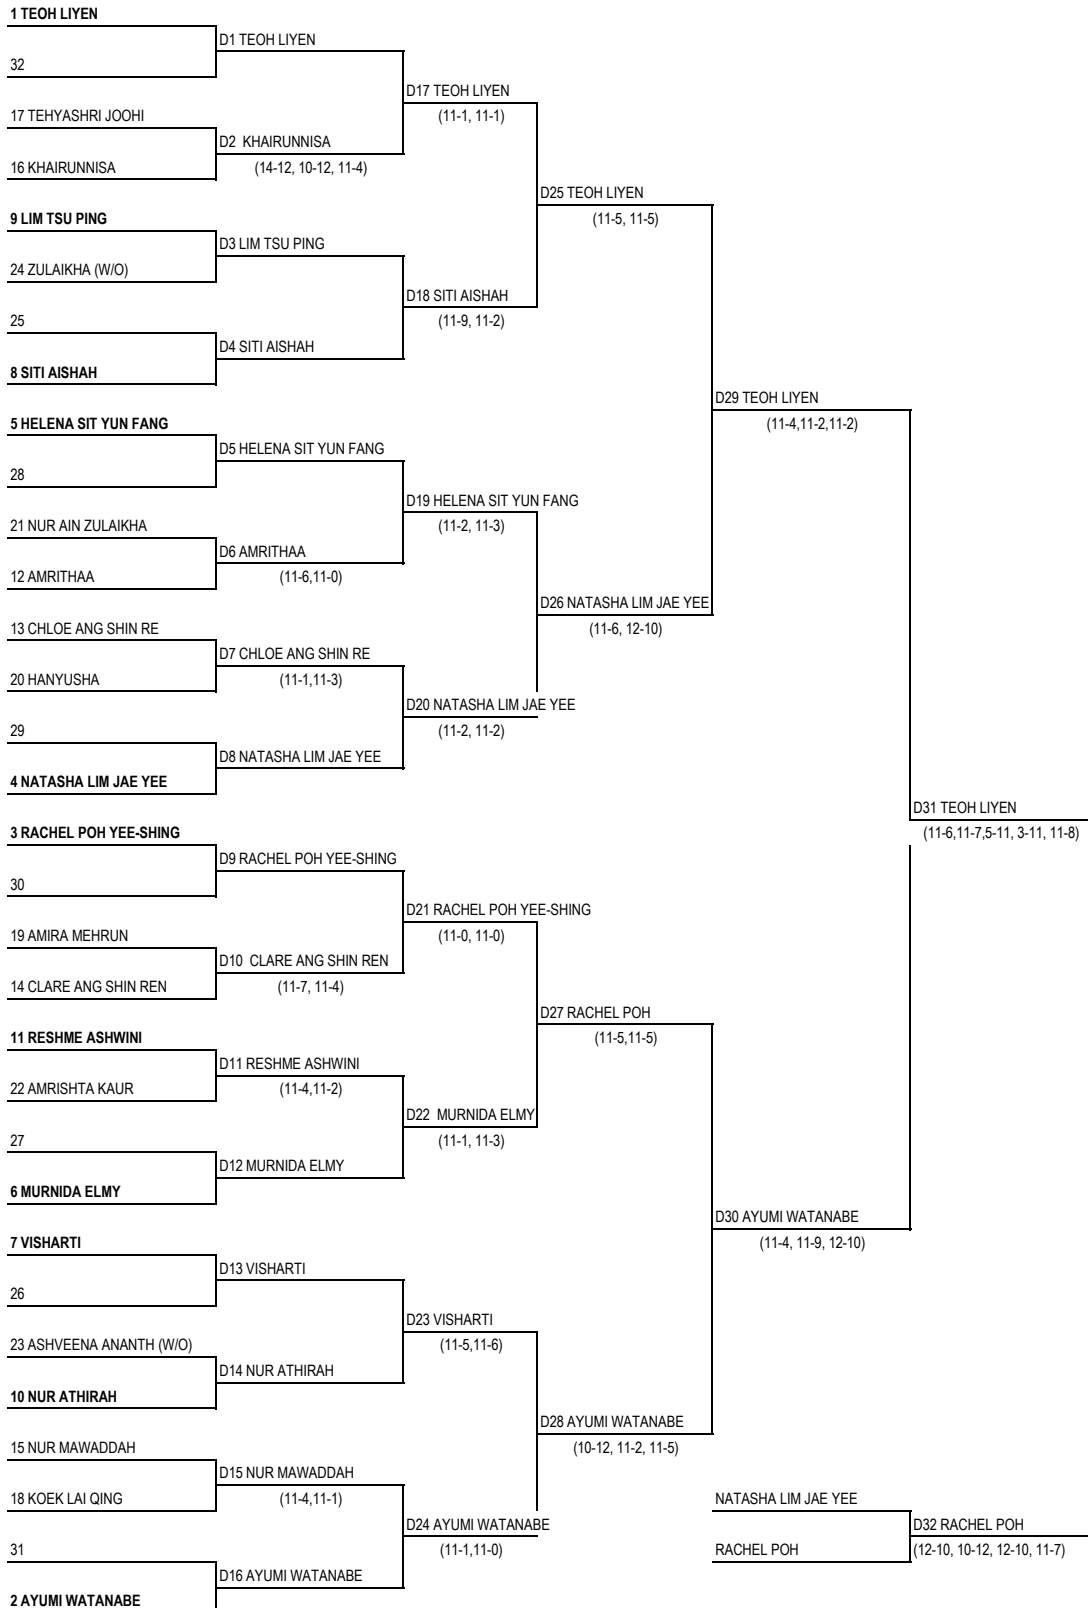 1 TEOH LIYEN
D1 TEOH LIYEN
32
D17 TEOH LIYEN
17 TEHYASHRI JOOHI
(11-1, 11-1)
D2 KHAIRUNNISA
16 KHAIRUNNISA
(14-12, 10-12, 11-4)
D25 TEOH LIYEN
9 LIM TSU PING
(11-5, 11-5)
D3 LIM TSU PING
24 ZULAIKHA (W/O)
D18 SITI AISHAH
25
(11-9, 11-2)
D4 SITI AISHAH
8 SITI AISHAH
D29 TEOH LIYEN
5 HELENA SIT YUN FANG
(11-4,11-2,11-2)
D5 HELENA SIT YUN FANG
28
D19 HELENA SIT YUN FANG
21 NUR AIN ZULAIKHA
(11-2, 11-3)
D6 AMRITHAA
12 AMRITHAA
(11-6,11-0)
D26 NATASHA LIM JAE YEE
13 CHLOE ANG SHIN RE
(11-6, 12-10)
D7 CHLOE ANG SHIN RE
20 HANYUSHA
(11-1,11-3)
D20 NATASHA LIM JAE YEE
29
(11-2, 11-2)
D8 NATASHA LIM JAE YEE
4 NATASHA LIM JAE YEE
D31 TEOH LIYEN
3 RACHEL POH YEE-SHING
(11-6,11-7,5-11, 3-11, 11-8)
D9 RACHEL POH YEE-SHING
30
D21 RACHEL POH YEE-SHING
19 AMIRA MEHRUN
(11-0, 11-0)
D10 CLARE ANG SHIN REN
14 CLARE ANG SHIN REN
(11-7, 11-4)
D27 RACHEL POH
11 RESHME ASHWINI
(11-5,11-5)
D11 RESHME ASHWINI
22 AMRISHTA KAUR
(11-4,11-2)
D22 MURNIDA ELMY
27
(11-1, 11-3)
D12 MURNIDA ELMY
6 MURNIDA ELMY
D30 AYUMI WATANABE
7 VISHARTI
(11-4, 11-9, 12-10)
D13 VISHARTI
26
D23 VISHARTI
23 ASHVEENA ANANTH (W/O)
(11-5,11-6)
D14 NUR ATHIRAH
10 NUR ATHIRAH
D28 AYUMI WATANABE
15 NUR MAWADDAH
(10-12, 11-2, 11-5)
D15 NUR MAWADDAH
18 KOEK LAI QING
(11-4,11-1)
NATASHA LIM JAE YEE
D24 AYUMI WATANABE
D32 RACHEL POH
31
(11-1,11-0)
RACHEL POH
(12-10, 10-12, 12-10, 11-7)
D16 AYUMI WATANABE
2 AYUMI WATANABE